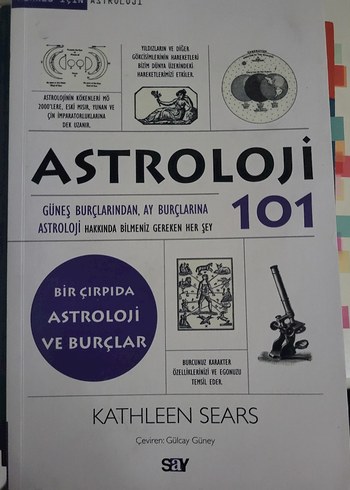 İÇİN ASTROLOJİ
YILDIZLARIN VE DİĞER
GÖKCİSİMLERİNİN HAREKETLERİ
BİZİM DÜNYA ÜZERİNDEKİ
HAREKETLERİMİZİ ETKİLER.
ASTROLOJİNİN KÖKENLERİ MÖ
2000'LERE, ESKİ MISIR, YUNAN VE
ÇİN İMPARATORLUKLARINA
DEK UZANIR.
ASTROLOJİ
101
GÜNEŞ BURÇLARINDAN, AY BURÇLARINA
ASTROLOJİ HAKKINDA BİLMENİZ GEREKEN HER ŞEY
BİR ÇIRPIDA
ASTROLOJİ
VE BURÇLAR
BURCUNUZ KARAKTER
ÖZELLİKLERİNİZİ VE EGONUZU
TEMSİL EDER.
KATHLEEN SEARS
Çeviren: Gülcay Güney
say